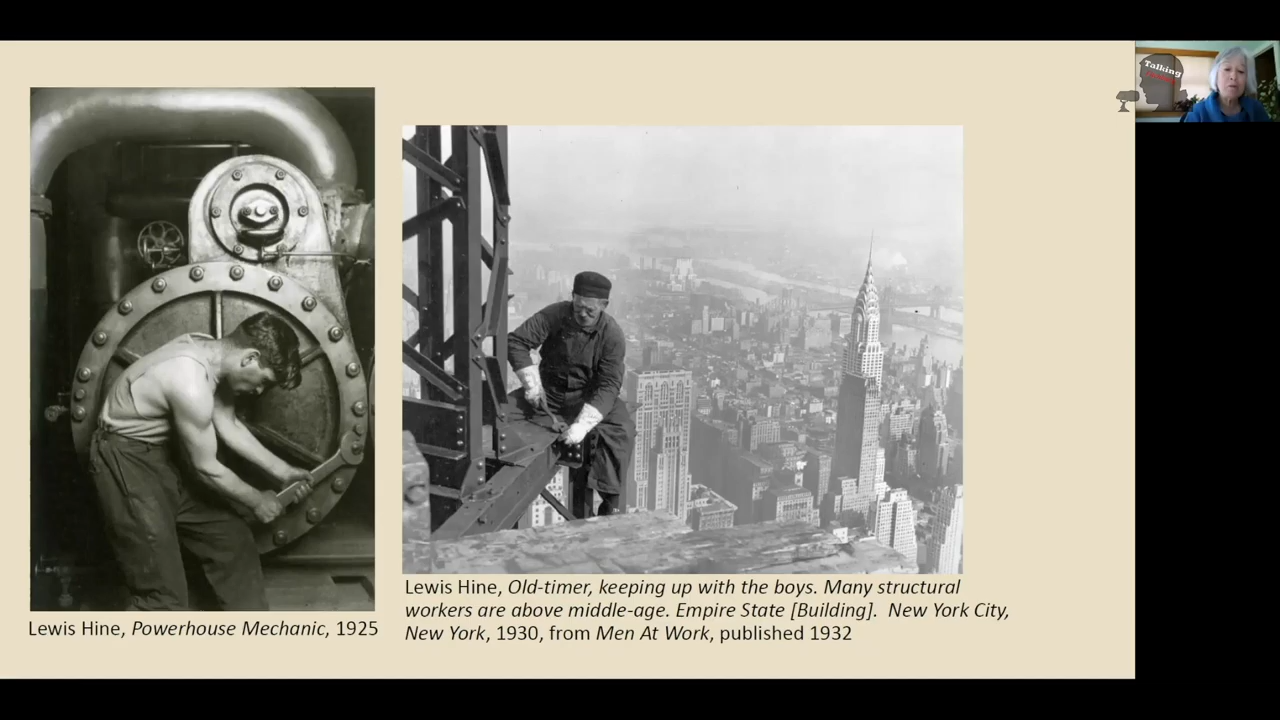 Talking
Lewis Hine, Powerhouse Mechanic, 1925
Lewis Hine, Old-timer, keeping up with the boys. Many structural
workers are above middle-age. Empire State [Building].  New York City,
New York, 1930, from Men At Work, published 1932